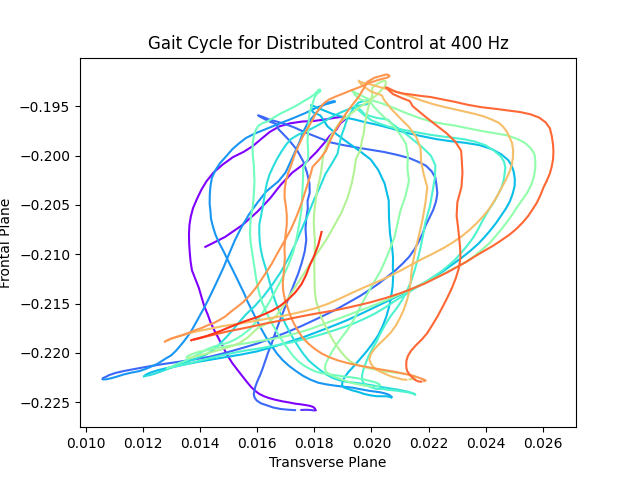 Gait Cycle for Distributed Control at 400 Hz
−0.195
−0.200
−0.205
−0.210
−0.215
−0.220
−0.225
Frontal Plane
0.010 0.012 0.014 0.016 0.018 0.020 0.022 0.024 0.026
Transverse Plane